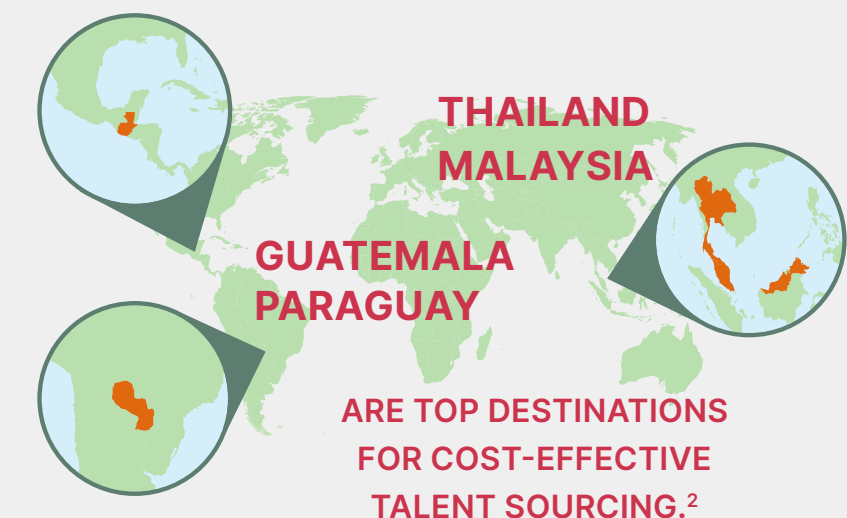 THAILAND
MALAYSIA
GUATEMALA
PARAGUAY
ARE TOP DESTINATIONS
FOR COST-EFFECTIVE
TALENT SOURCING.²